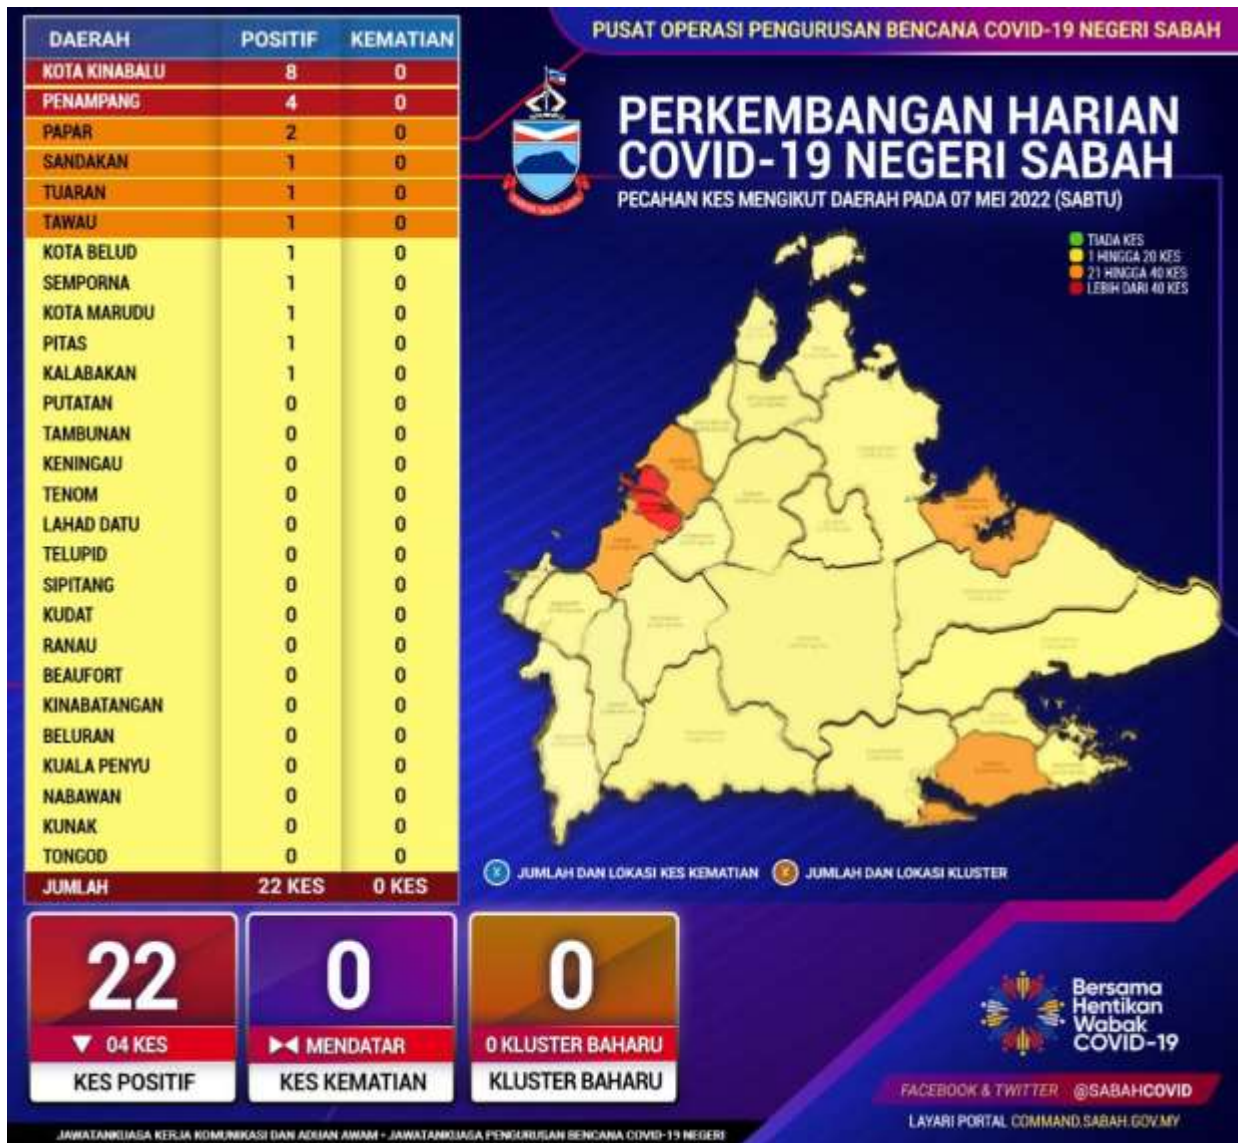 DAERAH POSITIF KEMATIAN
KOTA KINABALU 8 0
PENAMPANG 4 0
PAPAR 2 0
SANDAKAN 1 0
TUARAN 1 0
TAWAU 1 0
KOTA BELUD 1 0
SEMPORNA 1 0
KOTA MARUDU 1 0
PITAS 1 0
KALABAKAN 1 0
PUTATAN 0 0
TAMBUNAN 0 0
KENINGAU 0 0
TENOM 0 0
LAHAD DATU 0 0
TELUPID 0 0
SIPITANG 0 0
KUDAT 0 0
RANAU 0 0
BEAUFORT 0 0
KINABATANGAN 0 0
BELURAN 0 0
KUALA PENYU 0 0
NABAWAN 0 0
KUNAK 0 0
TONGOD 0 0
JUMLAH 22 KES 0 KES
PUSAT OPERASI PENGURUSAN BENCANA COVID-19 NEGERI SABAH
PERKEMBANGAN HARIAN
COVID-19 NEGERI SABAH
PECAHAN KES MENGIKUT DAERAH PADA 07 MEI 2022 (SABTU)
TIADA KES
1 HINGGA 20 KES
21 HINGGA 40 KES
LEBIH DARI 40 KES
X JUMLAH DAN LOKASI KES KEMATIAN X JUMLAH DAN LOKASI KLUSTER
22
▼ 04 KES
KES POSITIF
0
MENDATAR
KES KEMATIAN
0
0 KLUSTER BAHARU
KLUSTER BAHARU
Bersama
Hentikan
Wabak
COVID-19
FACEBOOK & TWITTER @SABAHCOVID
LAYARI PORTAL COMMAND.SABAH.GOV.MY
JAWATANKUASA KERJA KOMUNIKASI DAN ADUAN AWAM - JAWATANKUASA PENGURUSAN BENCANA COVID-19 NEGERI